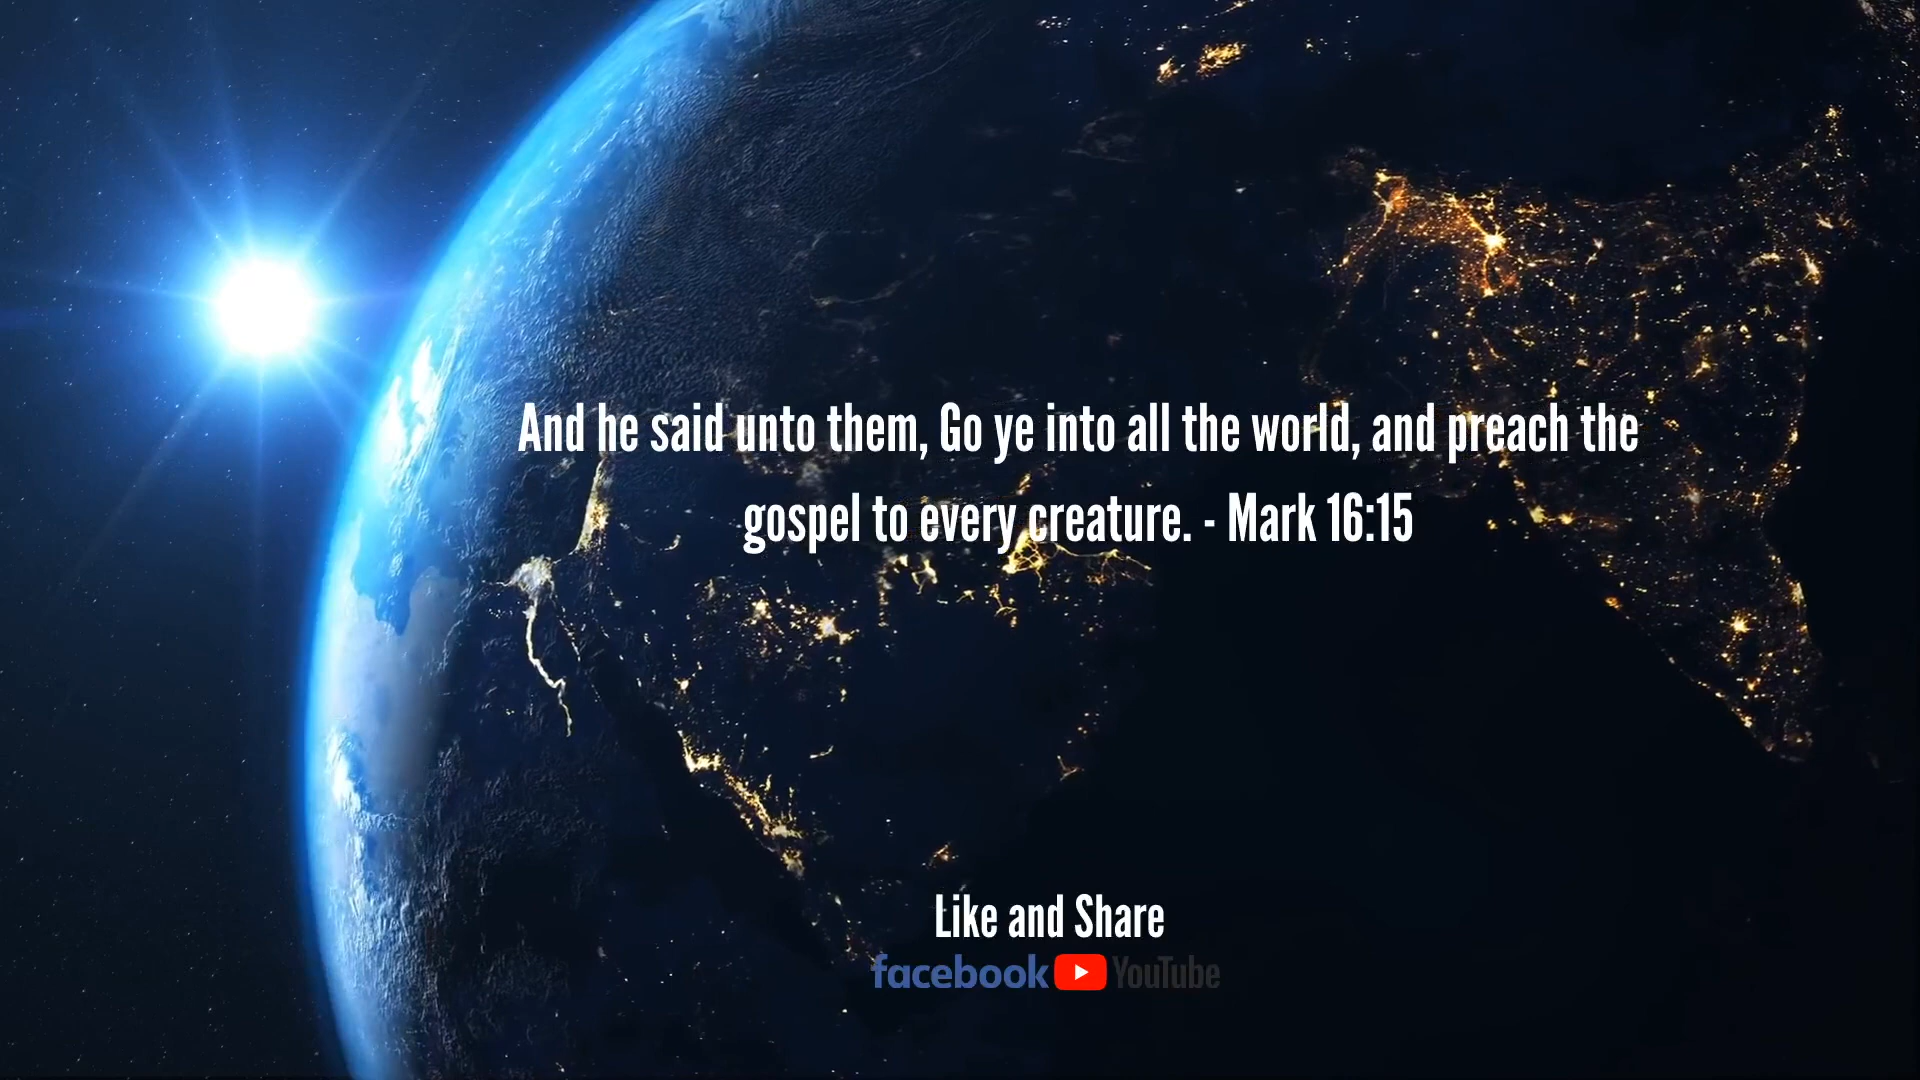 And he said unto them, Go ye into all the world, and preach the
gospel to every creature. - Mark 16:15
Like and Share
facebook YouTube